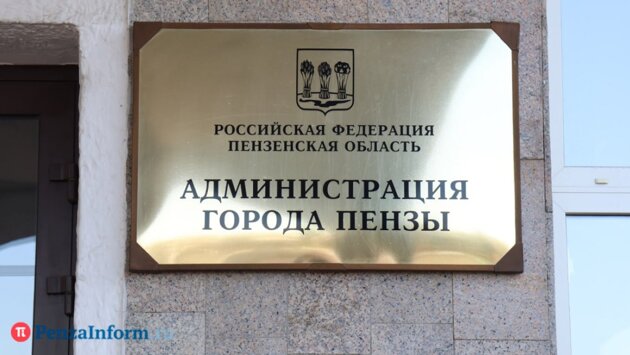 РОССИЙСКАЯ ФЕДЕРАЦИЯ
ПЕНЗЕНСКАЯ ОБЛАСТЬ
АДМИНИСТРАЦИЯ
ГОРОДА ПЕНЗЫ
π PenzaInform